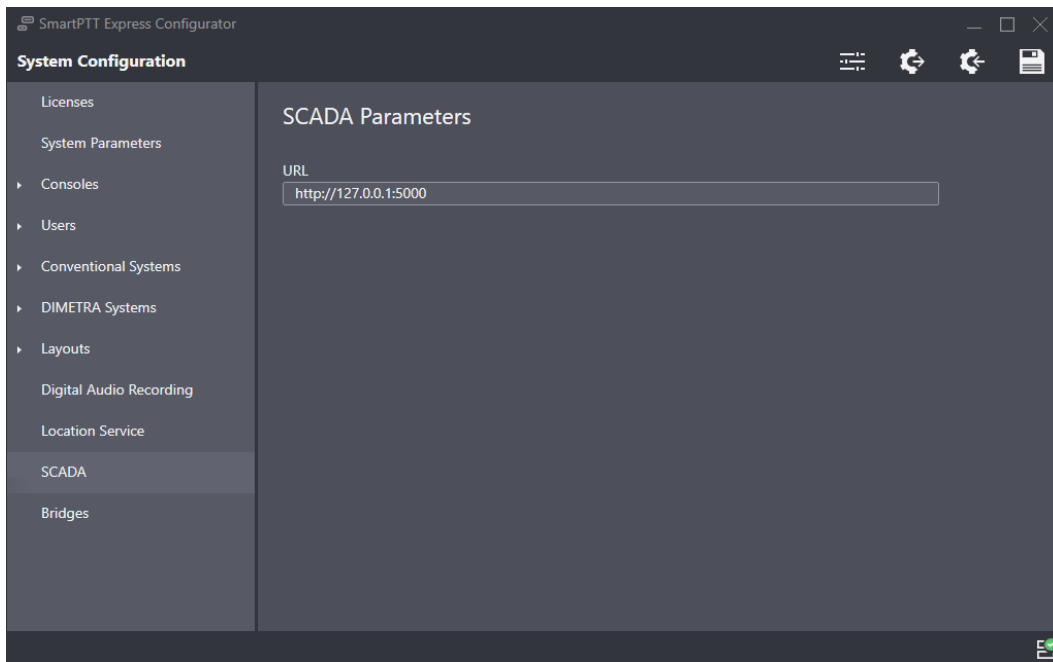 SmartPTT Express Configurator
System Configuration
Licenses
System Parameters
Consoles
Users
Conventional Systems
DIMETRA Systems
Layouts
Digital Audio Recording
Location Service
SCADA
Bridges
SCADA Parameters
URL
http://127.0.0.1:5000